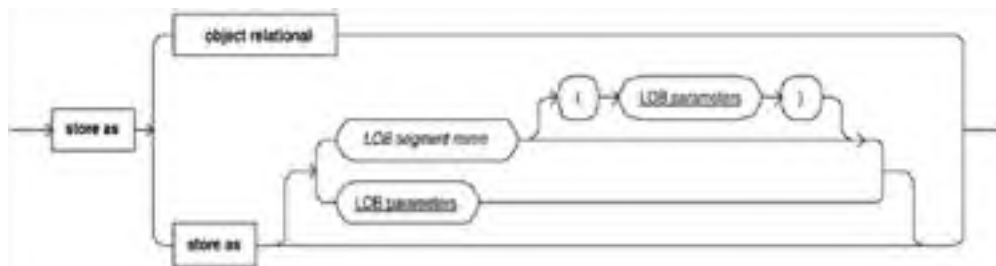 object relational
( LOB parameters )
store as
LOB segment name
LOB parameters
store as